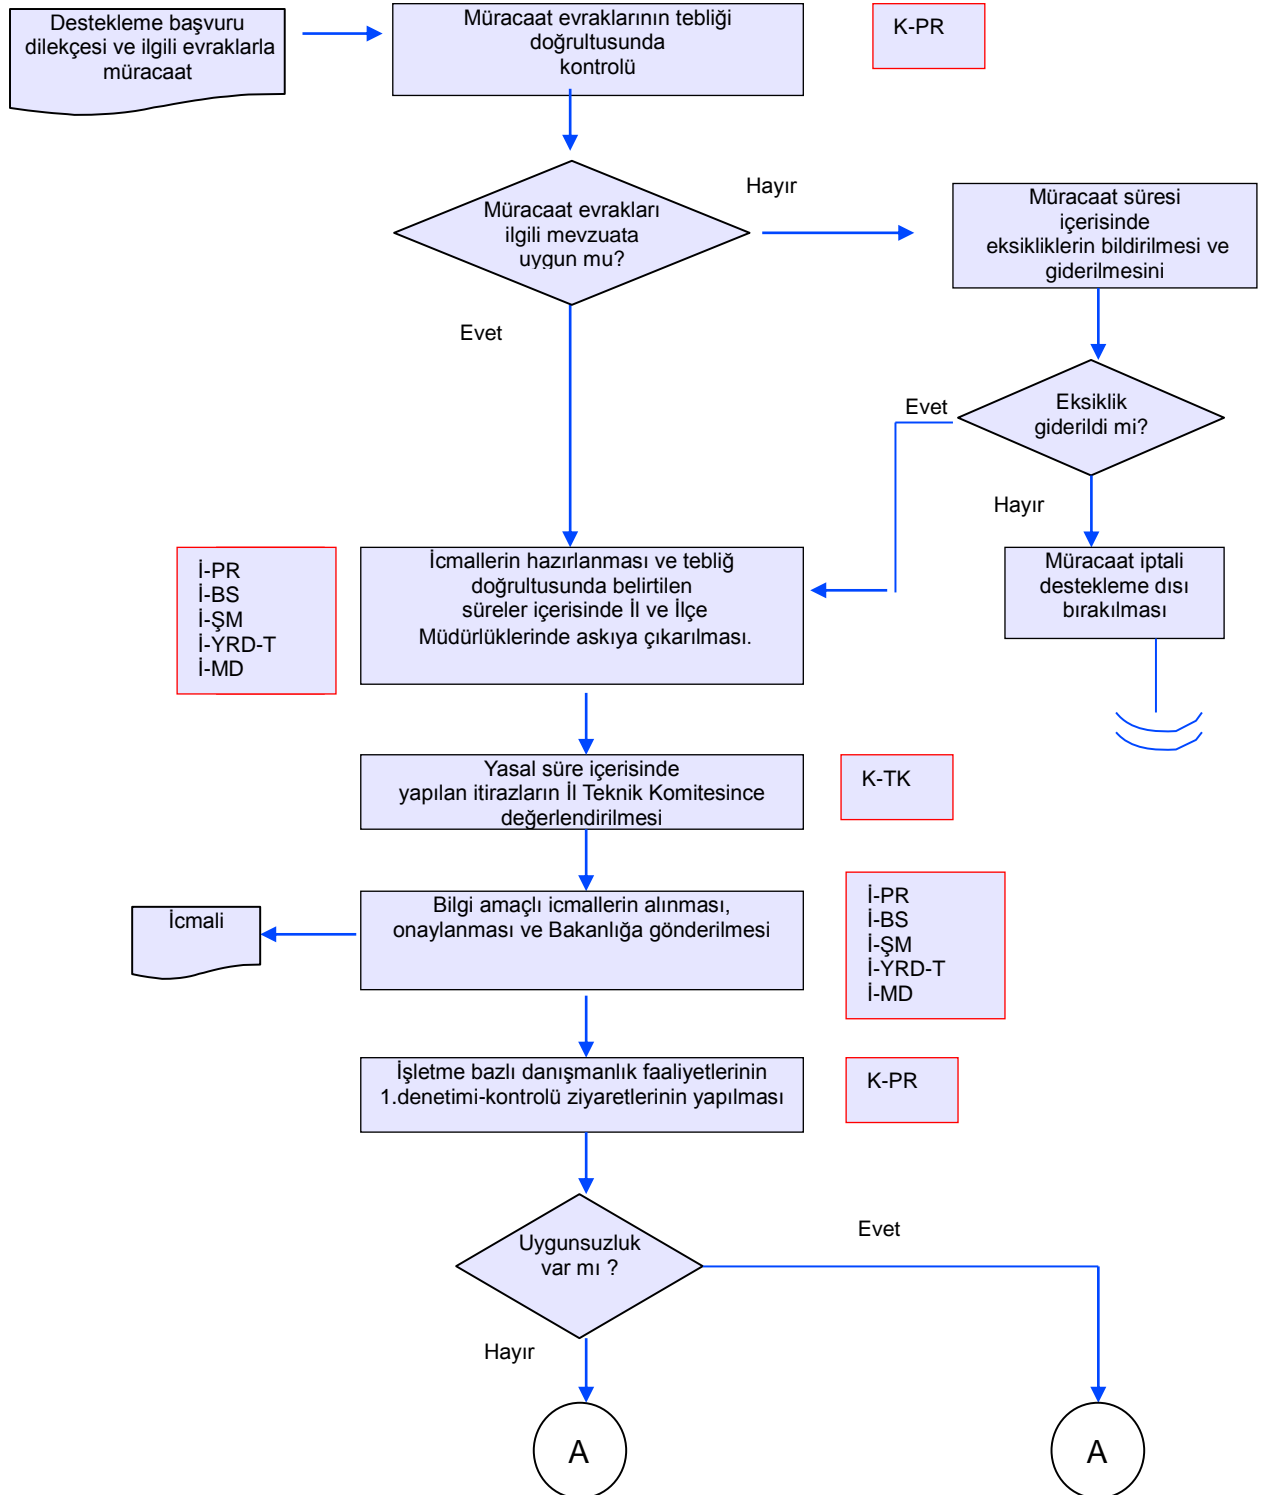 Destekleme başvuru
dilekçesi ve ilgili evraklarla
müracaat
Müracaat evraklarının tebliği
doğrultusunda
kontrolü
K-PR
Müracaat evrakları
ilgili mevzuata
uygun mu?
Hayır
Müracaat süresi
içerisinde
eksikliklerin bildirilmesi ve
giderilmesini
Evet
Evet
Eksiklik
giderildi mi?
Hayır
İ-PR
İ-BS
İ-ŞM
İ-YRD-T
İ-MD
İcmallerin hazırlanması ve tebliğ
doğrultusunda belirtilen
süreler içerisinde İl ve İlçe
Müdürlüklerinde askıya çıkarılması.
Müracaat iptali
destekleme dısı
bırakılması
Yasal süre içerisinde
yapılan itirazların İl Teknik Komitesince
değerlendirilmesi
K-TK
İcmali
Bilgi amaçlı icmallerin alınması,
onaylanması ve Bakanlığa gönderilmesi
İ-PR
İ-BS
İ-ŞM
İ-YRD-T
İ-MD
İşletme bazlı danışmanlık faaliyetlerinin
1.denetimi-kontrolü ziyaretlerinin yapılması
K-PR
Uygunsuzluk
var mı ?
Evet
Hayır
A
A